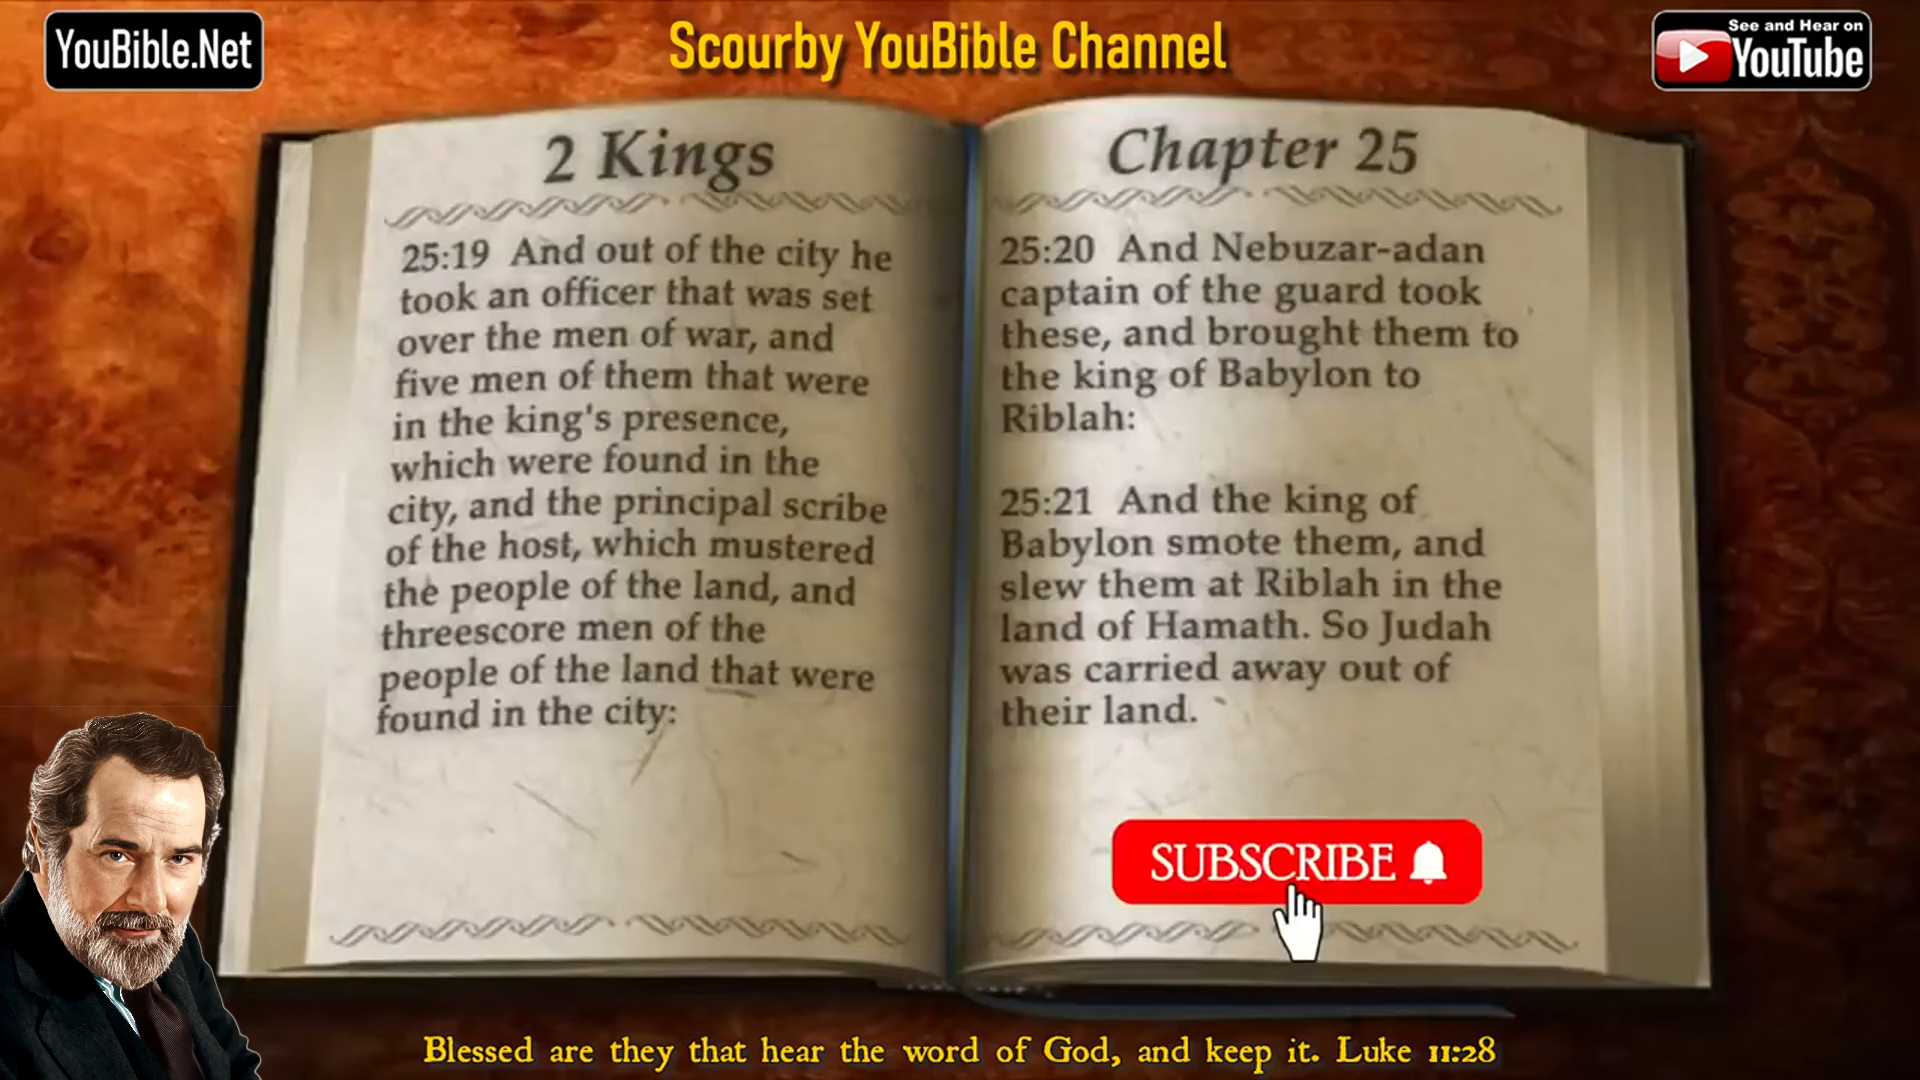 YouBible.Net
Scourby YouBible Channel
See and Hear on
YouTube
2 Kings
25:19 And out of the city he
took an officer that was set
over the men of war, and
five men of them that were
in the king's presence,
which were found in the
city, and the principal scribe
of the host, which mustered
the people of the land, and
threescore men of the
people of the land that were
found in the city:
Chapter 25
25:20 And Nebuzar-adan
captain of the guard took
these, and brought them to
the king of Babylon to
Riblah:
25:21 And the king of
Babylon smote them, and
slew them at Riblah in the
land of Hamath. So Judah
was carried away out of
their land.
SUBSCRIBE
Blessed are they that hear the word of God, and keep it. Luke 11:28